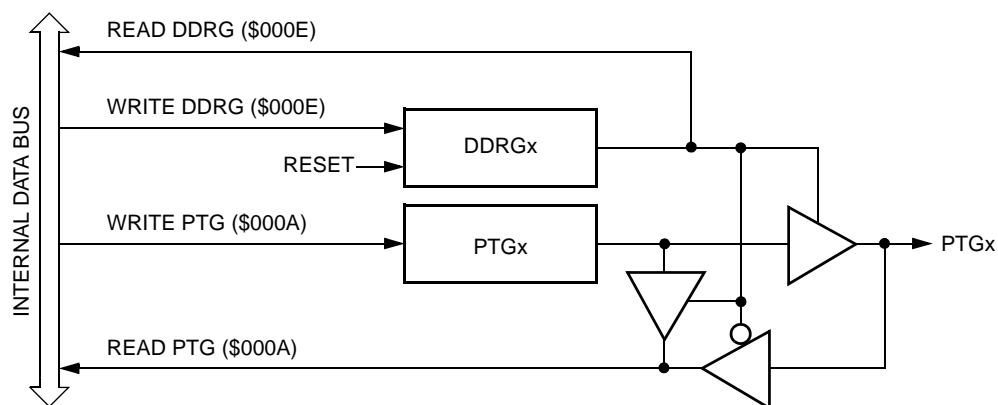 READ DDRG ($000E)
WRITE DDRG ($000E)
DDRGx
RESET
INTERNAL DATA BUS
WRITE PTG ($000A)
PTGx
PTGx
READ PTG ($000A)